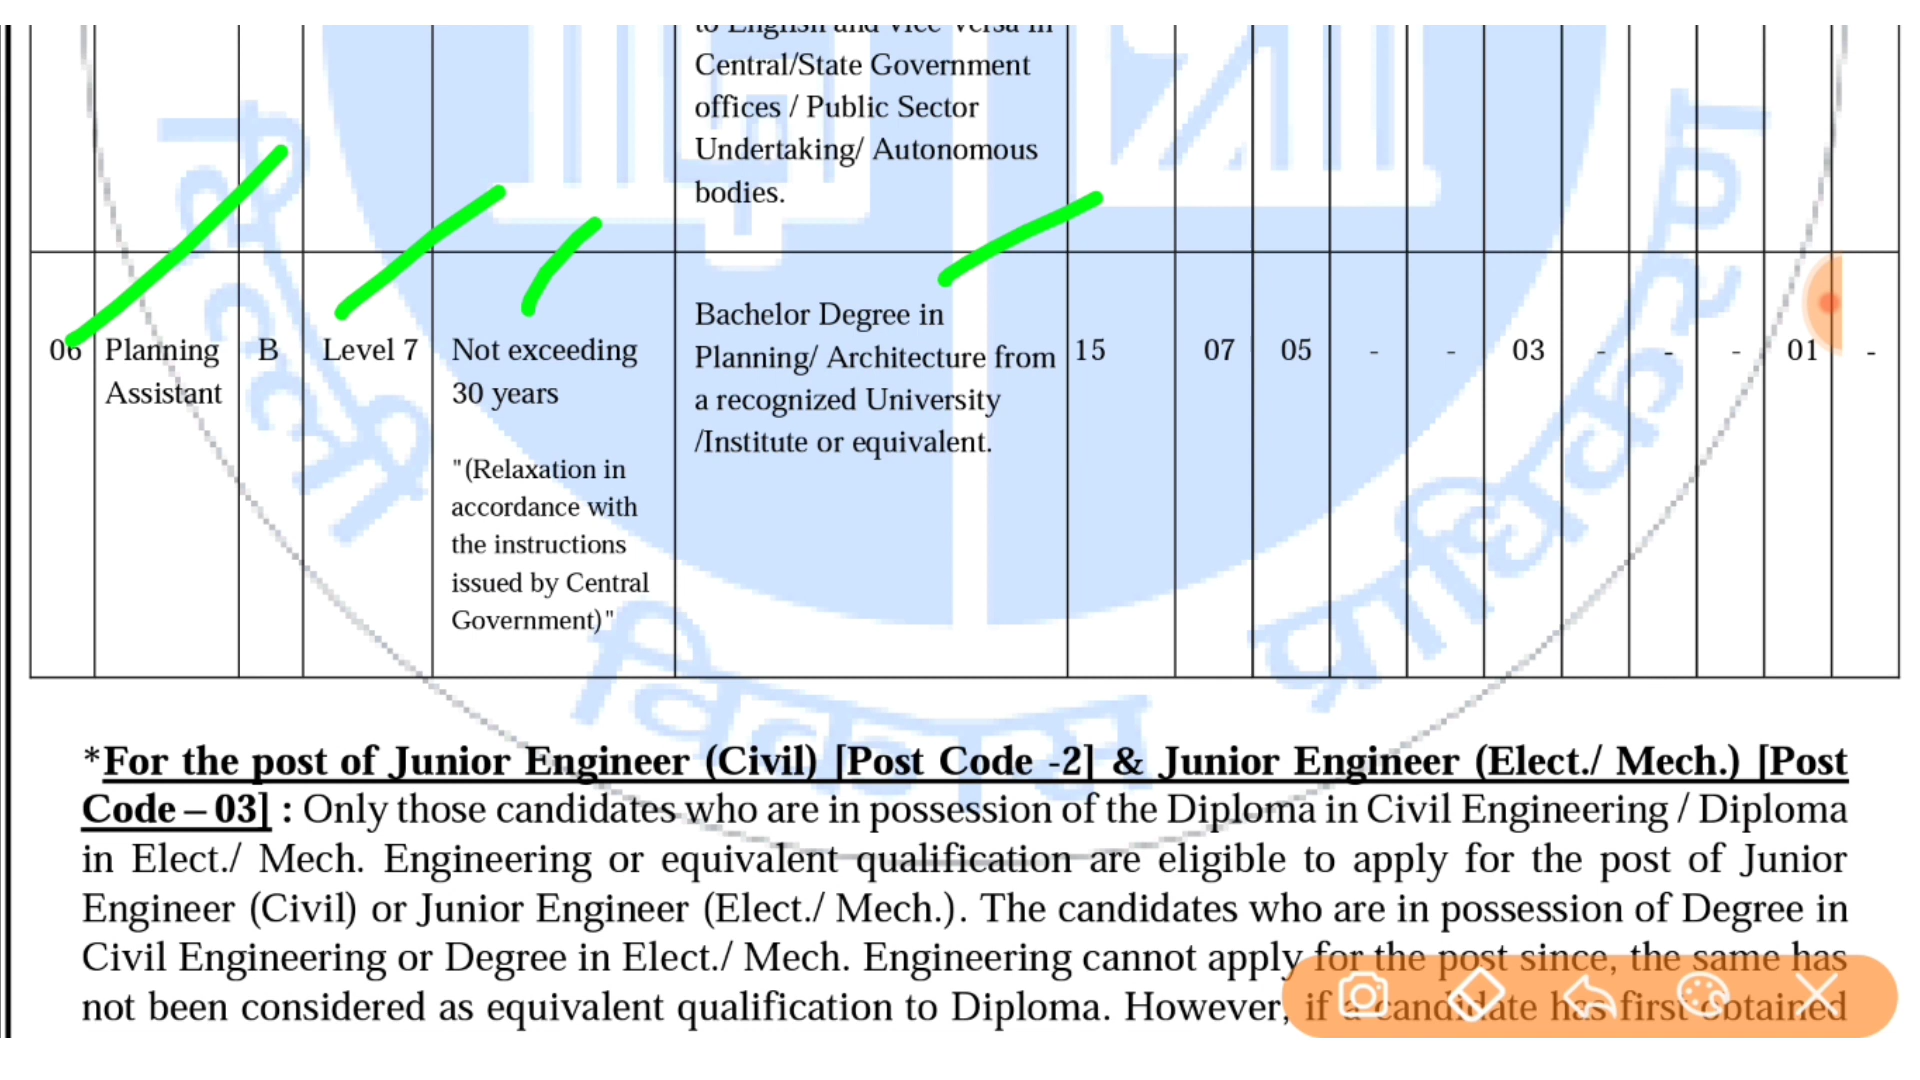 to English and vice-versa in
Central/State Government
offices / Public Sector
Undertaking/ Autonomous
bodies.
06 Planning Assistant B Level 7 Not exceeding 30 years
"(Relaxation in
accordance with
the instructions
issued by Central
Government)"
Bachelor Degree in
Planning/ Architecture from
a recognized University
/Institute or equivalent.
15 07 05 - - 03 - - - 01 -
दिल्ली विकास प्राधिकरण
*For the post of Junior Engineer (Civil) [Post Code -2] & Junior Engineer (Elect./ Mech.) [Post
Code – 03] : Only those candidates who are in possession of the Diploma in Civil Engineering / Diploma
in Elect./ Mech. Engineering or equivalent qualification are eligible to apply for the post of Junior
Engineer (Civil) or Junior Engineer (Elect./ Mech.). The candidates who are in possession of Degree in
Civil Engineering or Degree in Elect./ Mech. Engineering cannot apply for the post since, the same has
not been considered as equivalent qualification to Diploma. However, if a candidate has first obtained